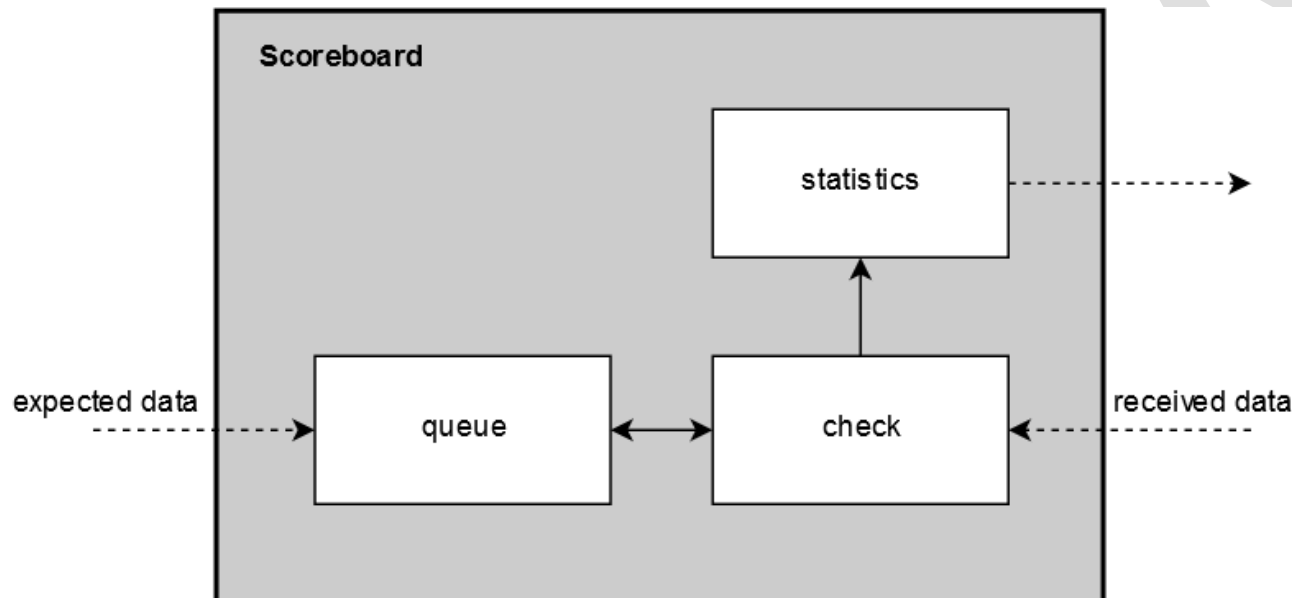 Scoreboard
statistics
expected data
queue
check
received data